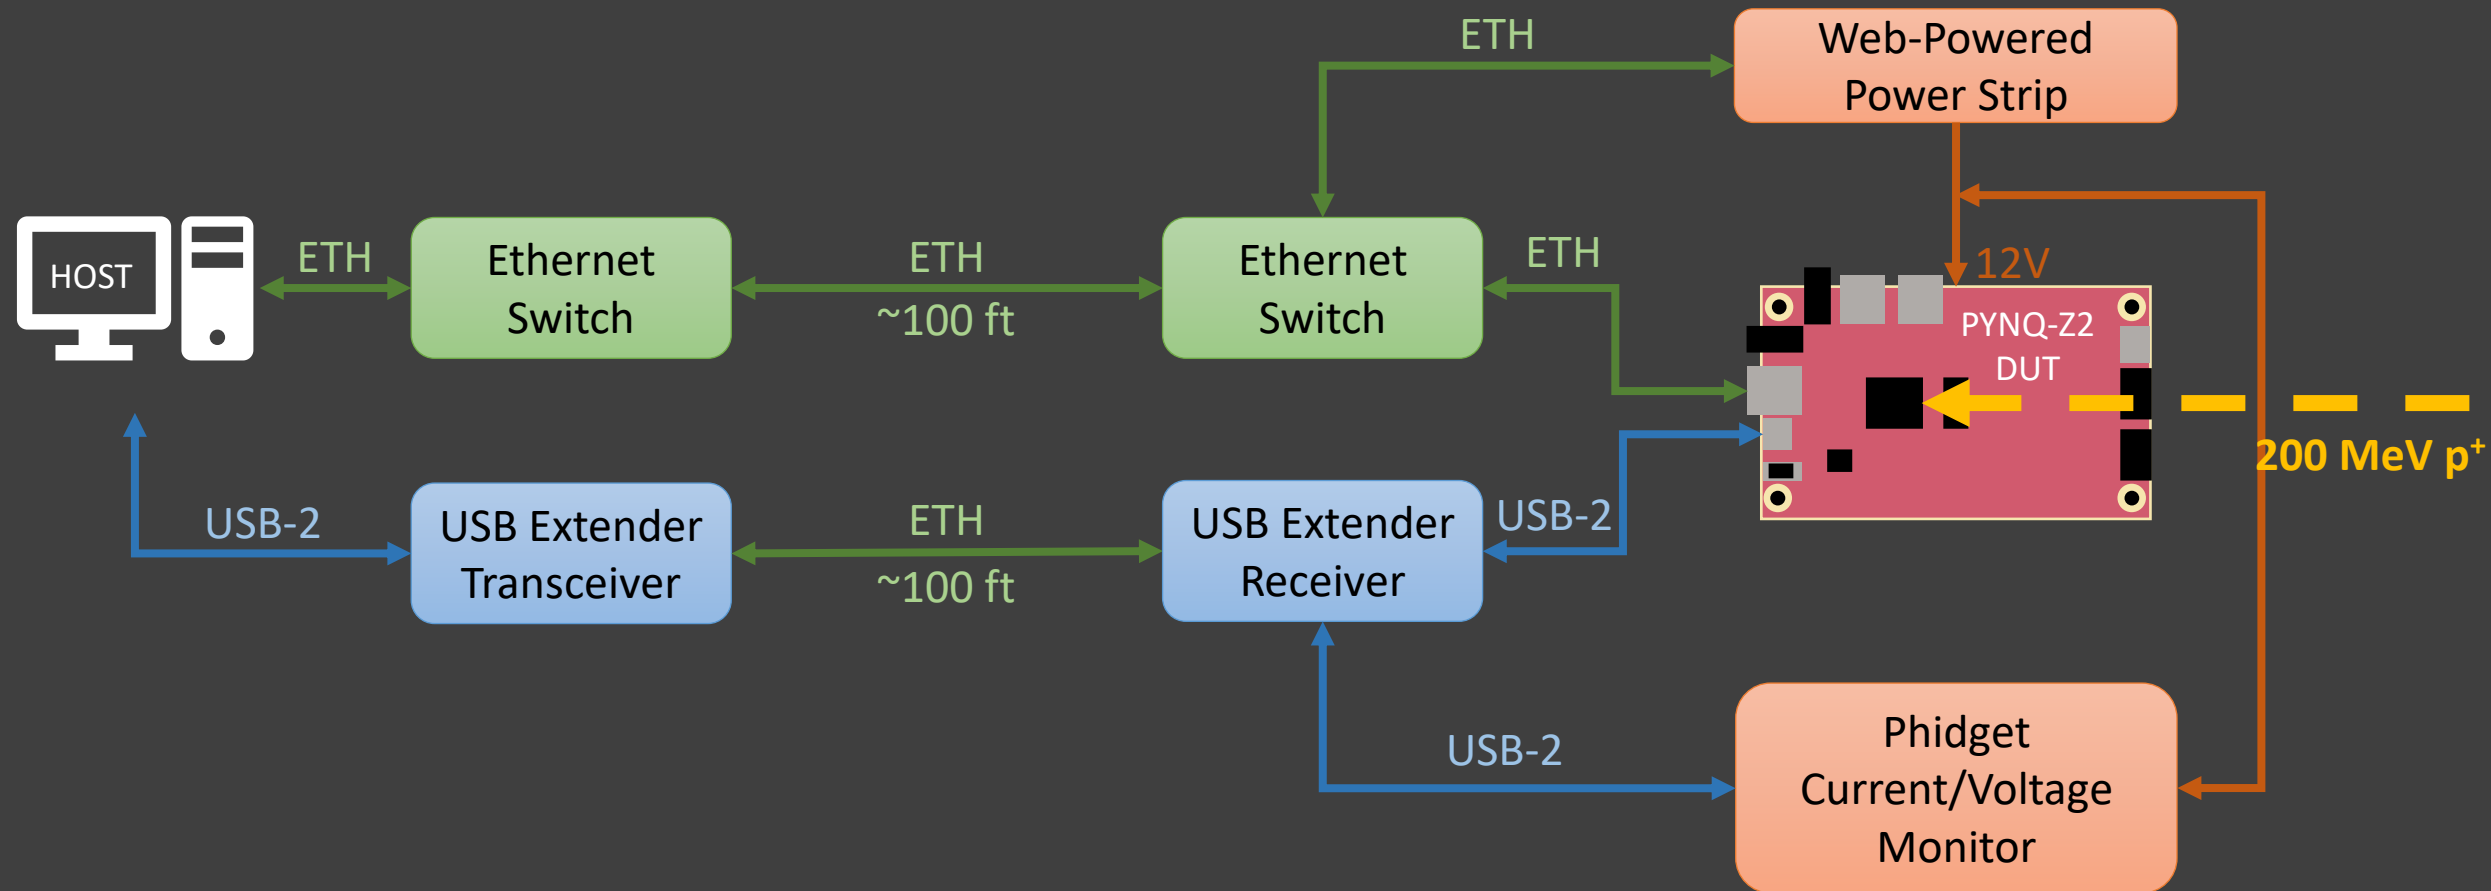 ETH
Web-Powered
Power Strip
HOST
ETH
Ethernet
Switch
ETH
~100 ft
Ethernet
Switch
ETH
12V
PYNQ-Z2
DUT
200 MeV p⁺
USB-2
USB Extender
Transceiver
ETH
~100 ft
USB Extender
Receiver
USB-2
USB-2
Phidget
Current/Voltage
Monitor